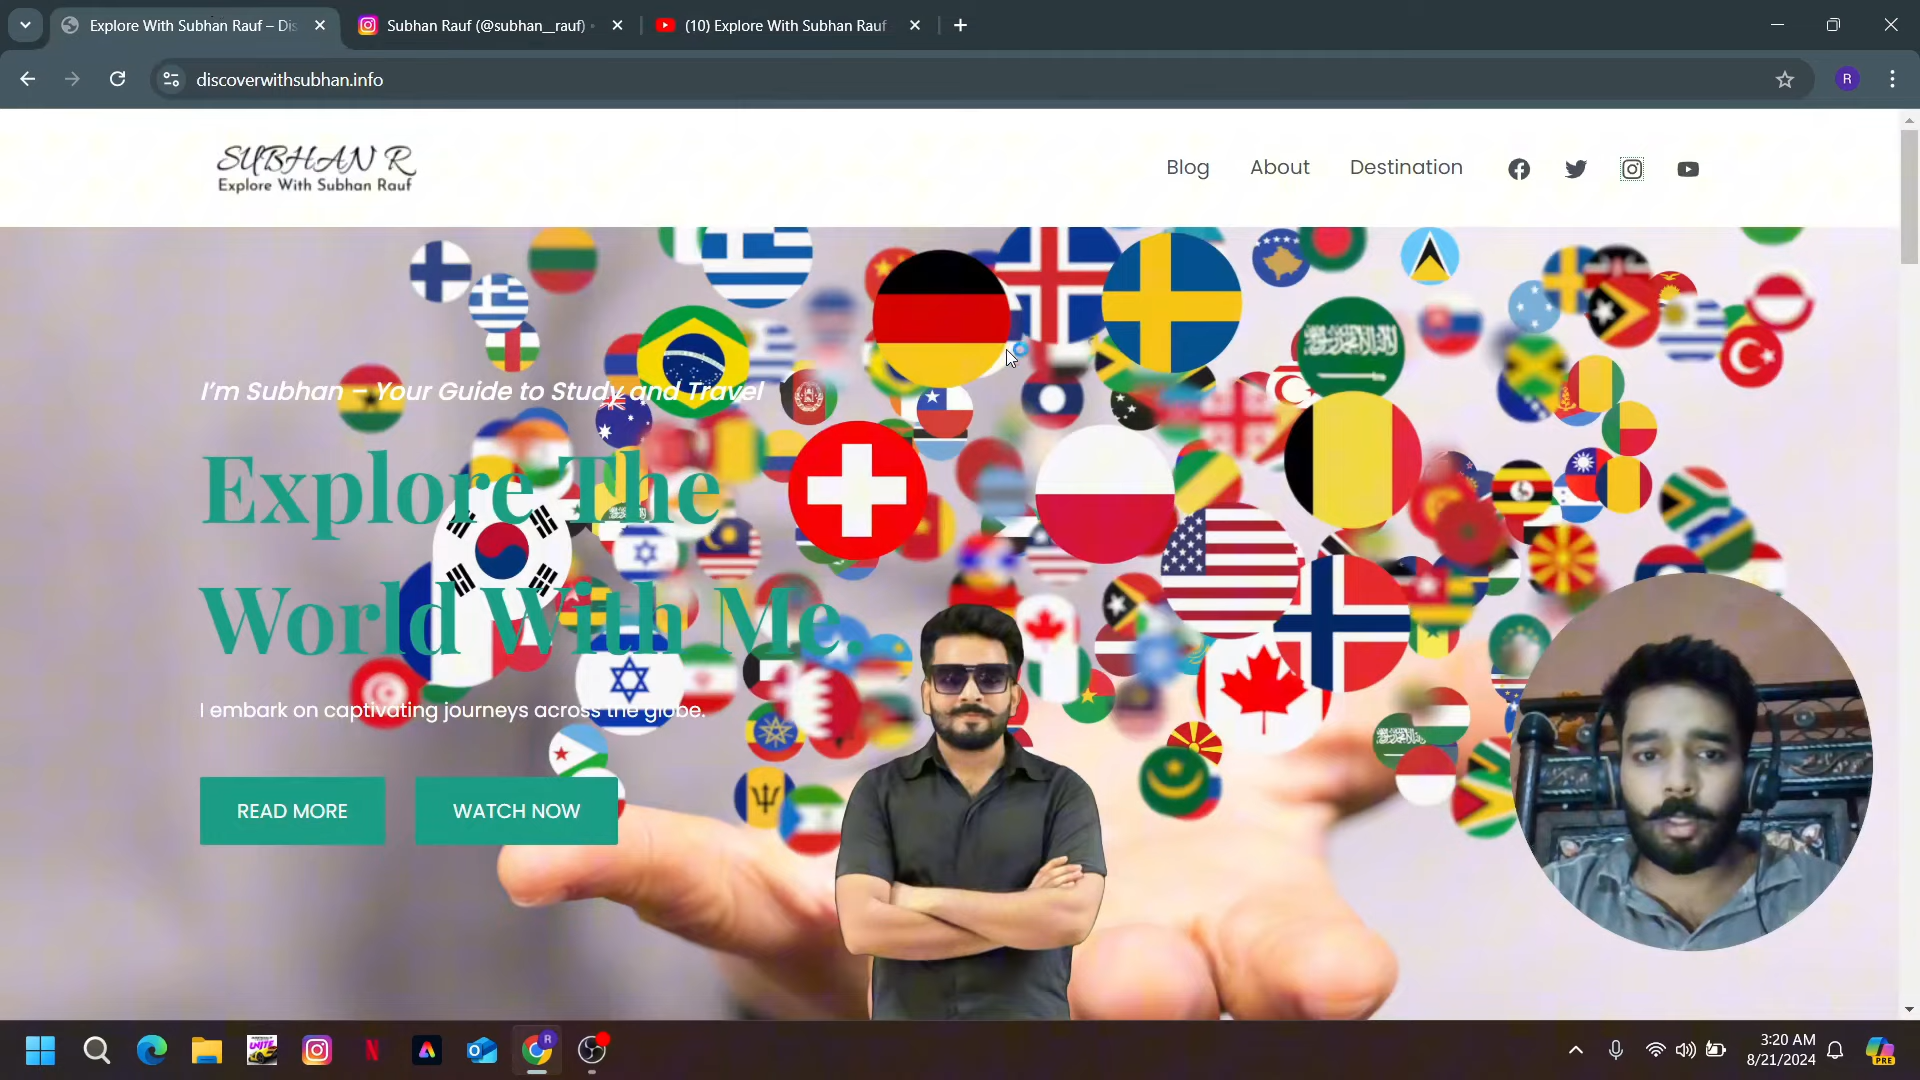 Explore With Subhan Rauf – Dis
Subhan Rauf (@subhan__rauf) •
(10) Explore With Subhan Rauf
discoverwithsubhan.info
R
SUBHAN R
Explore With Subhan Rauf
Blog
About
Destination
I'm Subhan – Your Guide to Study and Travel
Explore The
World With Me.
I embark on captivating journeys across the globe.
READ MORE
WATCH NOW
UNITE
N
R
3:20 AM
8/21/2024
PRE